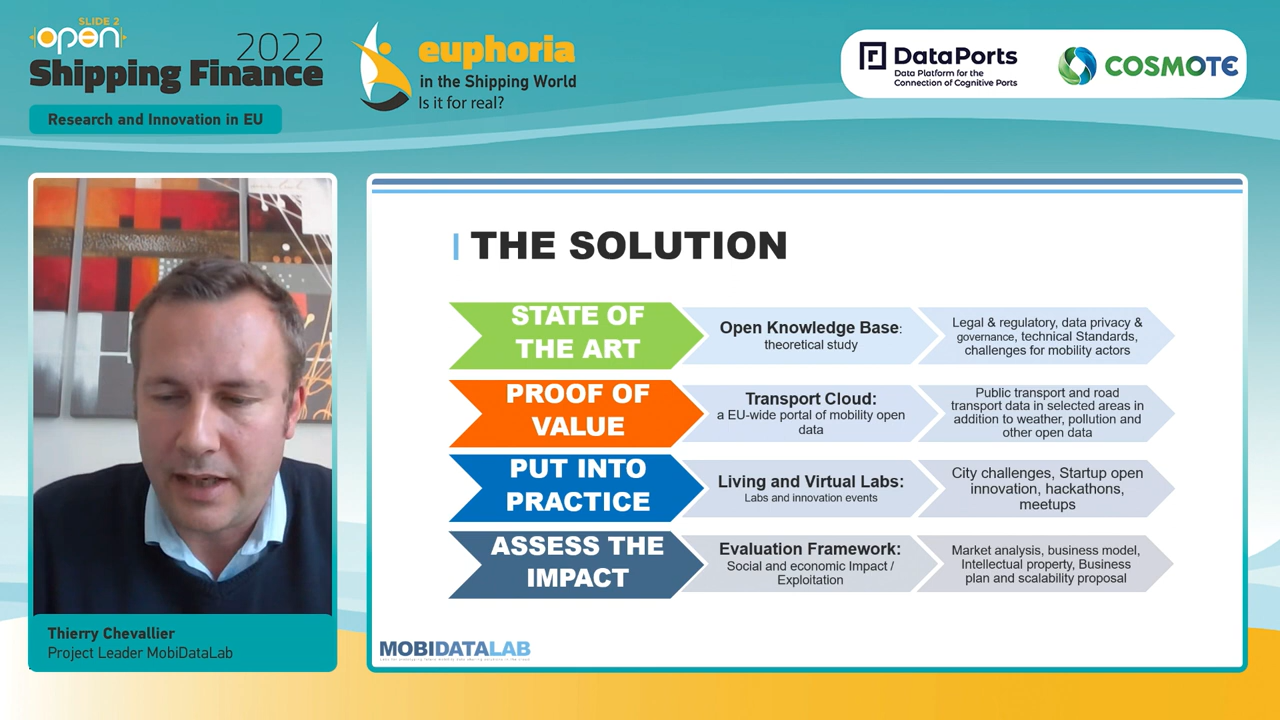 SLIDE 2
open
2022
Shipping Finance
Research and Innovation in EU
euphoria
in the Shipping World
Is it for real?
DataPorts
Data Platform for the
Connection of Cognitive Ports
COSMOTE
THE SOLUTION
STATE OF
THE ART
Open Knowledge Base:
theoretical study
Legal & regulatory, data privacy &
governance, technical Standards,
challenges for mobility actors
PROOF OF
VALUE
Transport Cloud:
a EU-wide portal of mobility open
data
Public transport and road
transport data in selected areas in
addition to weather, pollution and
other open data
PUT INTO
PRACTICE
Living and Virtual Labs:
Labs and innovation events
City challenges, Startup open
innovation, hackathons,
meetups
ASSESS THE
IMPACT
Evaluation Framework:
Social and economic Impact /
Exploitation
Market analysis, business model,
Intellectual property, Business
plan and scalability proposal
Thierry Chevallier
Project Leader MobiDataLab
MOBIDATALAB